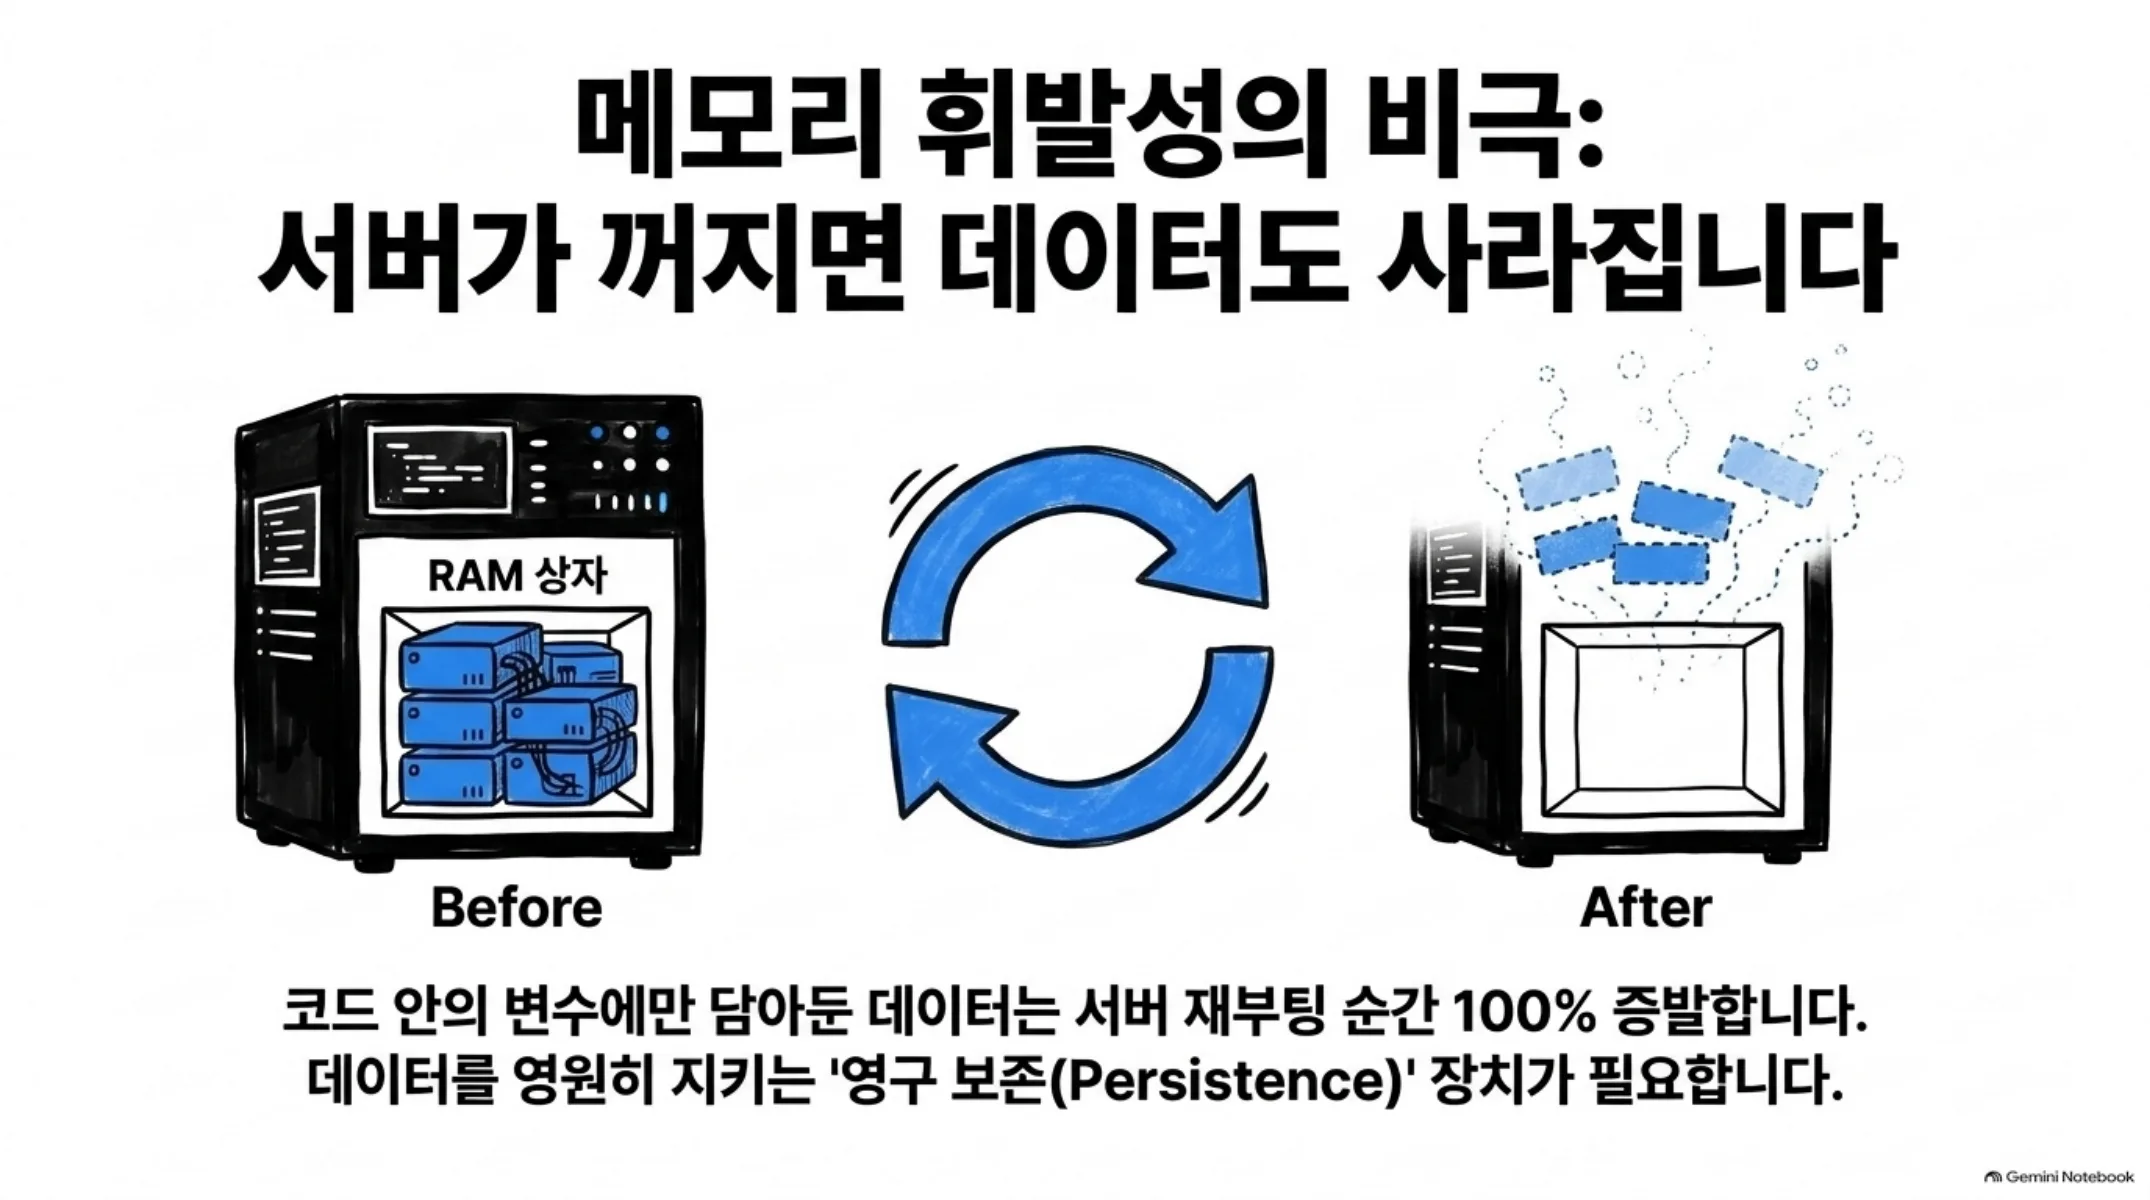 메모리 휘발성의 비극:
서버가 꺼지면 데이터도 사라집니다
RAM 상자
Before
After
코드 안의 변수에만 담아둔 데이터는 서버 재부팅 순간 100% 증발합니다.
데이터를 영원히 지키는 '영구 보존(Persistence)' 장치가 필요합니다.
Gemini Notebook